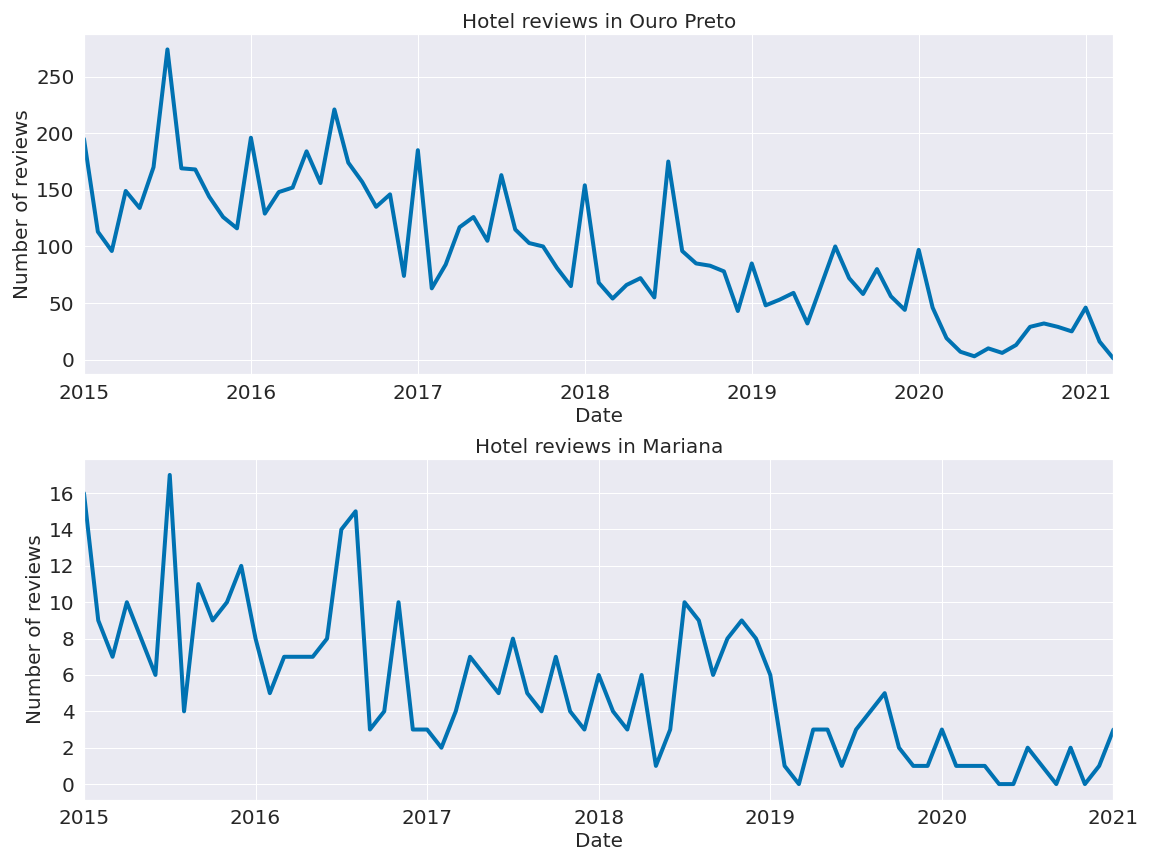 Hotel reviews in Ouro Preto
Number of reviews
250
200
150
100
50
0
2015 2016 2017 2018 2019 2020 2021
Date
Hotel reviews in Mariana
Number of reviews
16
14
12
10
8
6
4
2
0
2015 2016 2017 2018 2019 2020 2021
Date